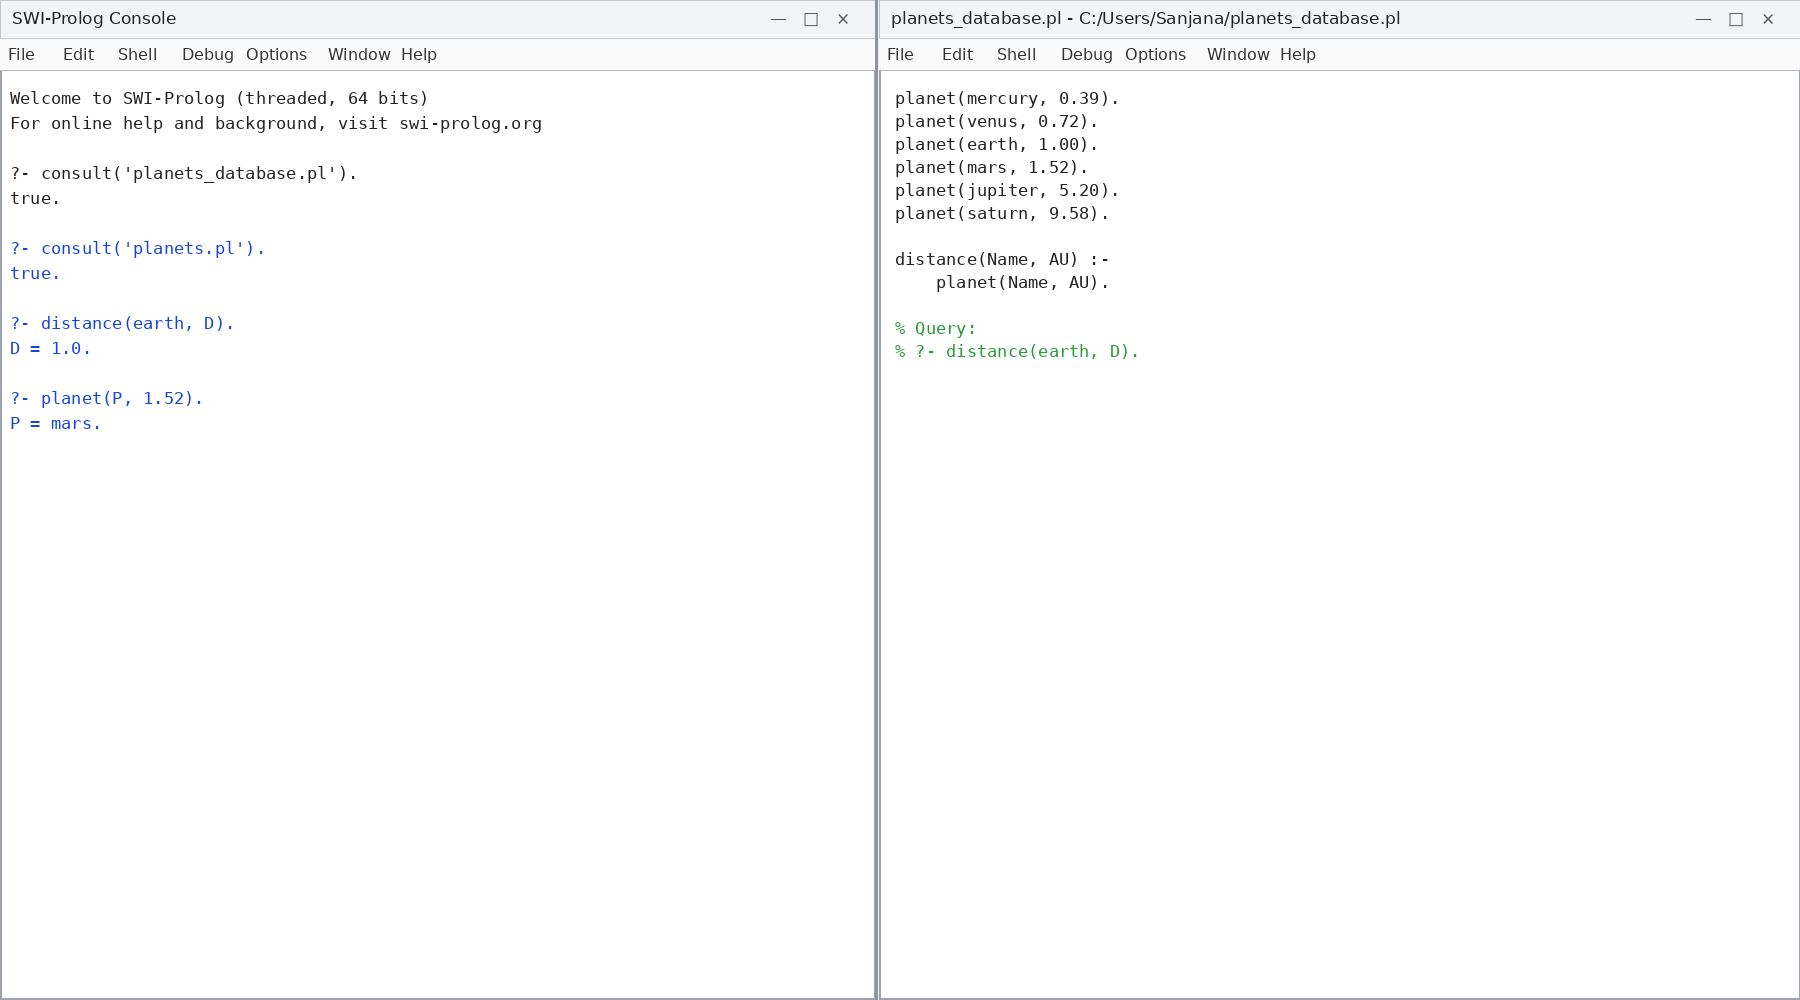 SWI-Prolog Console
File Edit Shell Debug Options Window Help
Welcome to SWI-Prolog (threaded, 64 bits)
For online help and background, visit swi-prolog.org
?- consult('planets_database.pl').
true.
?- consult('planets.pl').
true.
?- distance(earth, D).
D = 1.0.
?- planet(P, 1.52).
P = mars.
planets_database.pl - C:/Users/Sanjana/planets_database.pl
File Edit Shell Debug Options Window Help
planet(mercury, 0.39).
planet(venus, 0.72).
planet(earth, 1.00).
planet(mars, 1.52).
planet(jupiter, 5.20).
planet(saturn, 9.58).
distance(Name, AU) :-
    planet(Name, AU).
% Query:
% ?- distance(earth, D).